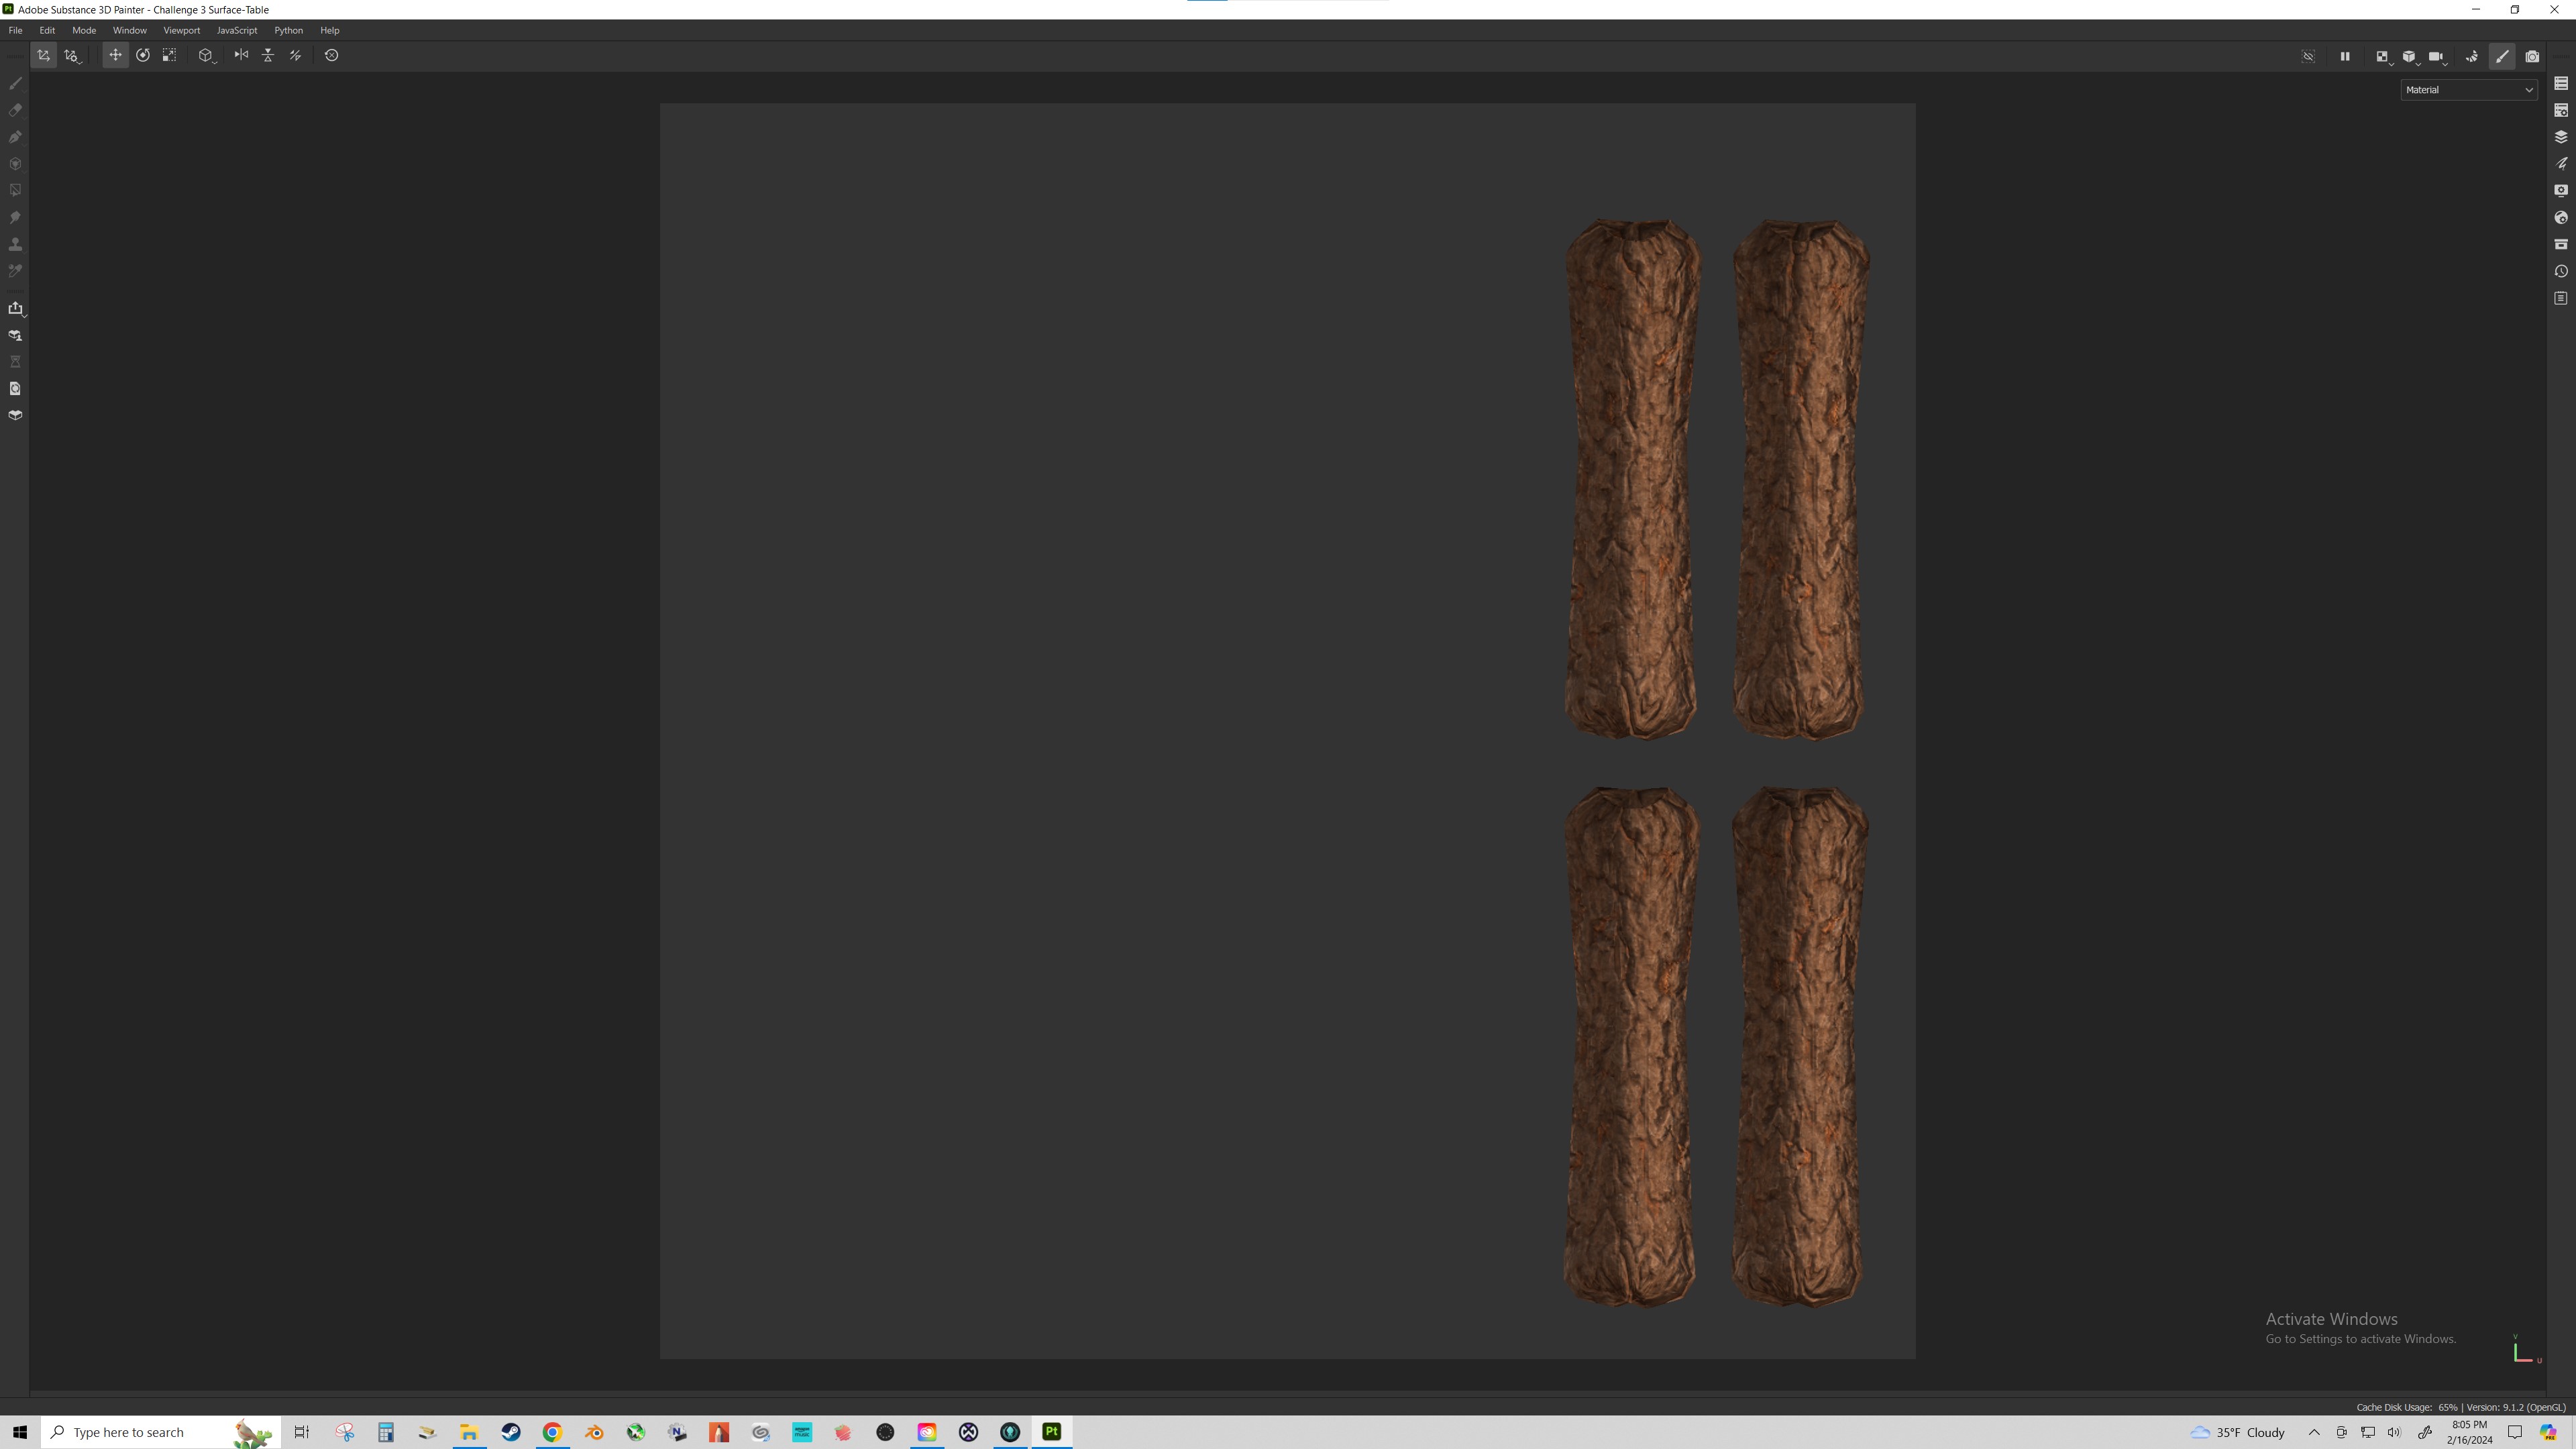 Pt Adobe Substance 3D Painter - Challenge 3 Surface-Table
File Edit Mode Window Viewport JavaScript Python Help
Material
Activate Windows
Go to Settings to activate Windows.
V
U
Cache Disk Usage: 65% | Version: 9.1.2 (OpenGL)
Type here to search
Pt
35°F Cloudy
8:05 PM
2/16/2024